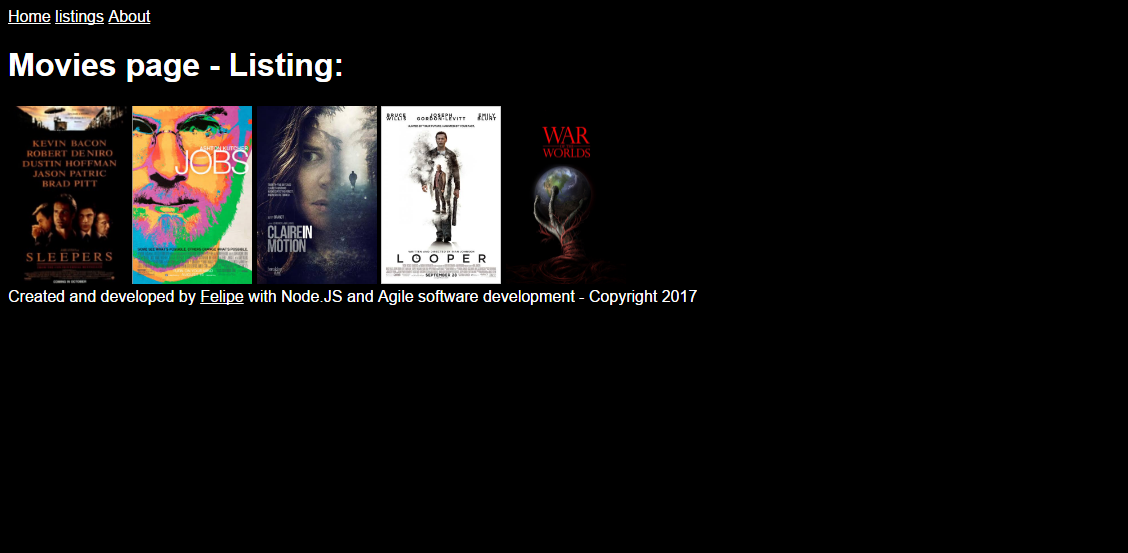 Home listings About
Movies page - Listing:
KEVIN BACON
ROBERT DE NIRO
DUSTIN HOFFMAN
JASON PATRIC
BRAD PITT
SLEEPERS
ASHTON KUTCHER
JOBS
CLAIRE IN
MOTION
BRUCE WILLIS JOSEPH GORDON-LEVITT EMILY BLUNT
LOOPER
SEPTEMBER 28
WAR
WORLDS
Created and developed by Felipe with Node.JS and Agile software development - Copyright 2017